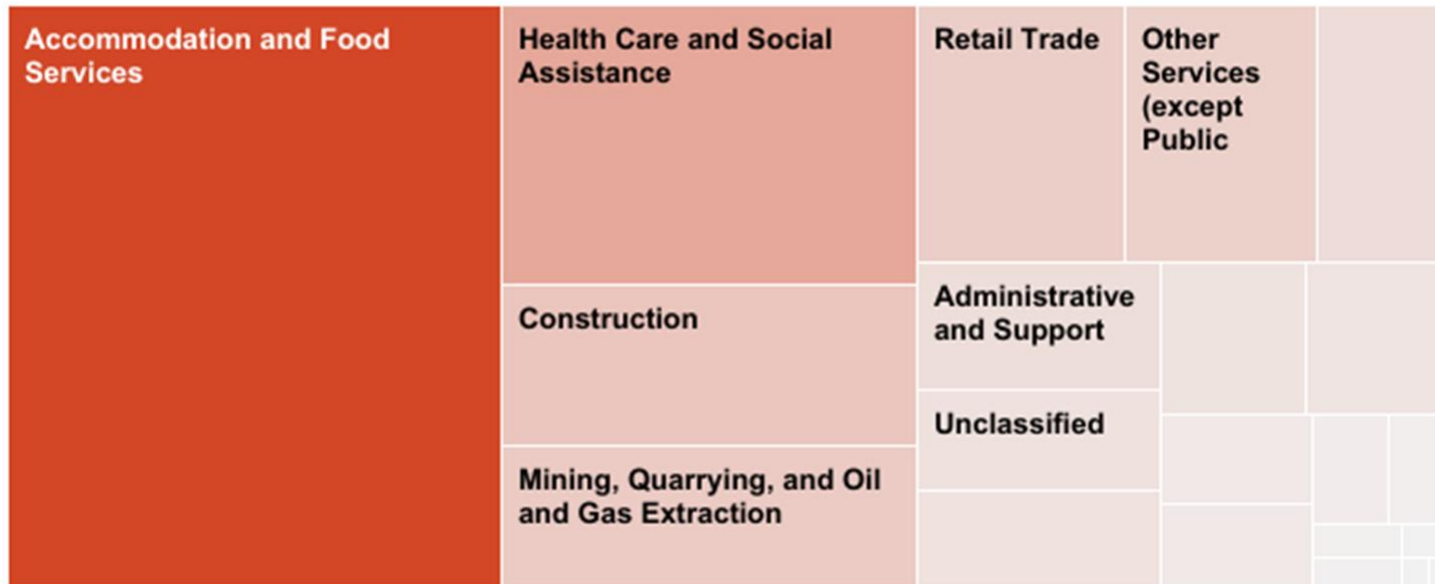 Accommodation and Food
Services
Health Care and Social
Assistance
Construction
Mining, Quarrying, and Oil
and Gas Extraction
Retail Trade
Other
Services
(except
Public
Administrative
and Support
Unclassified